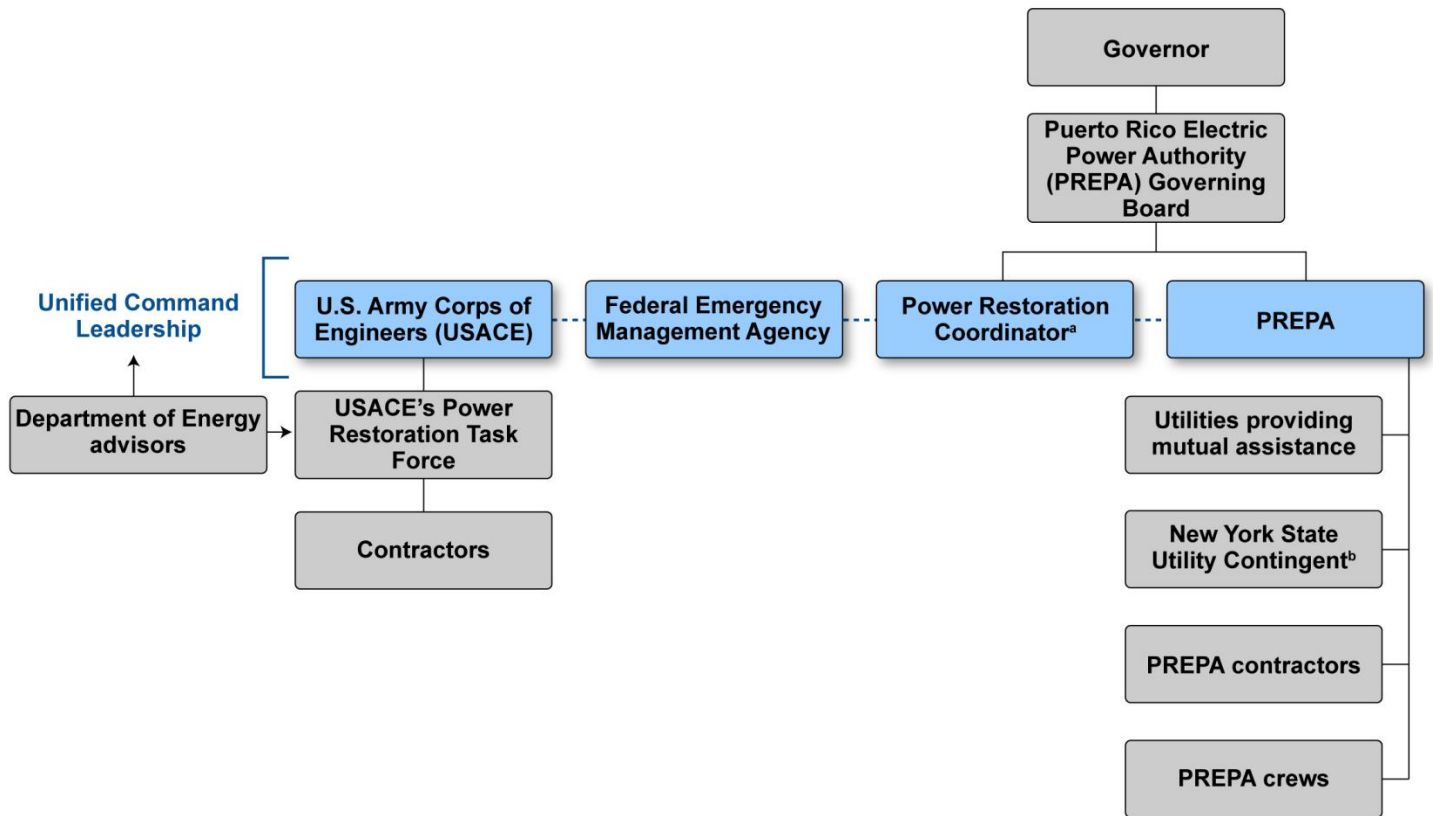 Governor
Puerto Rico Electric
Power Authority
(PREPA) Governing
Board
Unified Command
Leadership
U.S. Army Corps of
Engineers (USACE)
Federal Emergency
Management Agency
Power Restoration
Coordinatorᵃ
PREPA
Department of Energy
advisors
USACE’s Power
Restoration Task
Force
Contractors
Utilities providing
mutual assistance
New York State
Utility Contingentᵇ
PREPA contractors
PREPA crews